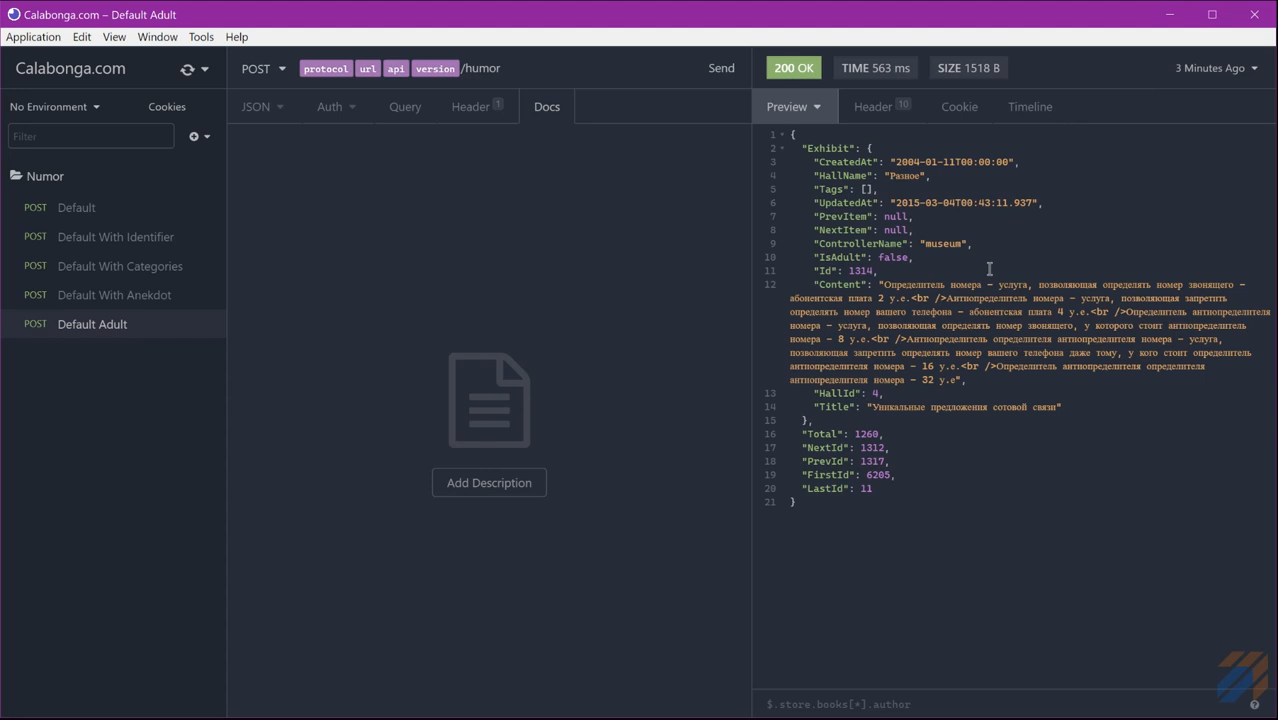 Calabonga.com – Default Adult
Application Edit View Window Tools Help
Calabonga.com
POST protocol url api version /humor Send
200 OK TIME 563 ms SIZE 1518 B 3 Minutes Ago
No Environment Cookies
JSON Auth Query Header 1 Docs
Preview Header 10 Cookie Timeline
Filter
Numor
POST Default
POST Default With Identifier
POST Default With Categories
POST Default With Anekdot
POST Default Adult
Add Description
1 {
2 "Exhibit": {
3 "CreatedAt": "2004-01-11T00:00:00",
4 "HallName": "Разное",
5 "Tags": [],
6 "UpdatedAt": "2015-03-04T00:43:11.937",
7 "PrevItem": null,
8 "NextItem": null,
9 "ControllerName": "museum",
10 "IsAdult": false,
11 "Id": 1314,
12 "Content": "Определитель номера – услуга, позволяющая определять номер звонящего –
абонентская плата 2 у.е.<br />Антиопределитель номера – услуга, позволяющая запретить
определять номер вашего телефона – абонентская плата 4 у.е.<br />Определитель антиопределителя
номера – услуга, позволяющая определять номер звонящего, у которого стоит антиопределитель
номера – 8 у.е.<br />Антиопределитель определителя антиопределителя номера – услуга,
позволяющая запретить определять номер вашего телефона даже тому, у кого стоит определитель
антиопределителя номера – 16 у.е.<br />Определитель антиопределителя определителя
антиопределителя номера – 32 у.е",
13 "HallId": 4,
14 "Title": "Уникальные предложения сотовой связи"
15 },
16 "Total": 1260,
17 "NextId": 1312,
18 "PrevId": 1317,
19 "FirstId": 6205,
20 "LastId": 11
21 }
$.store.books[*].author